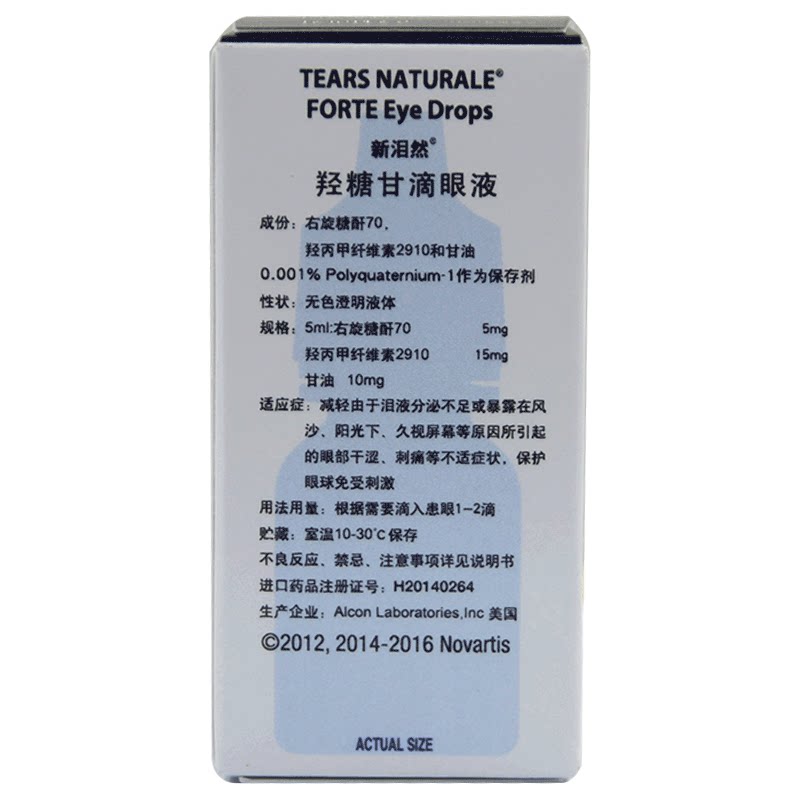 TEARS NATURALE®
FORTE Eye Drops
新泪然®
羟糖甘滴眼液
成份：右旋糖酐70，
羟丙甲纤维素2910和甘油
0.001% Polyquaternium-1作为保存剂
性状：无色澄明液体
规格：5ml:右旋糖酐70 5mg
羟丙甲纤维素2910 15mg
甘油 10mg
适应症：减轻由于泪液分泌不足或暴露在风
沙、阳光下、久视屏幕等原因所引起
的眼部干涩、刺痛等不适症状，保护
眼球免受刺激
用法用量：根据需要滴入患眼1-2滴
贮藏：室温10-30℃保存
不良反应、禁忌、注意事项详见说明书
进口药品注册证号：H20140264
生产企业：Alcon Laboratories,Inc 美国
©2012, 2014-2016 Novartis
ACTUAL SIZE